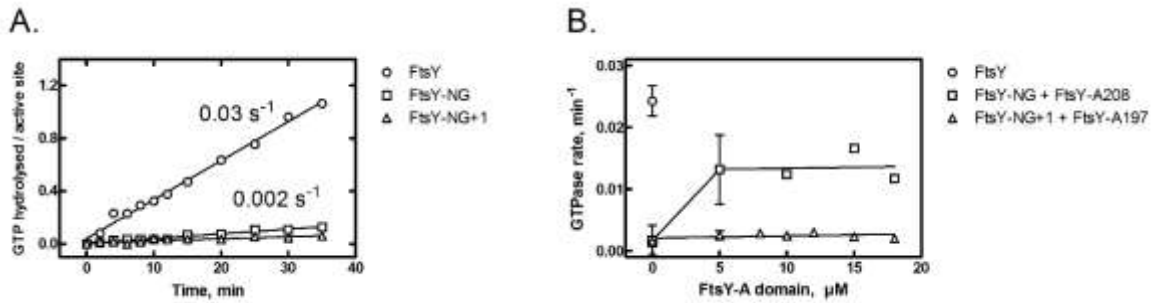 A.
GTP hydrolysed / active site
1.2
0.8
0.4
0.0
0.03 s-1
0.002 s-1
0
10
20
30
40
Time, min
FtsY
FtsY-NG
FtsY-NG+1
B.
GTPase rate, min-1
0.03
0.02
0.01
0.00
0
5
10
15
20
FtsY-A domain, µM
FtsY
FtsY-NG + FtsY-A208
FtsY-NG+1 + FtsY-A197